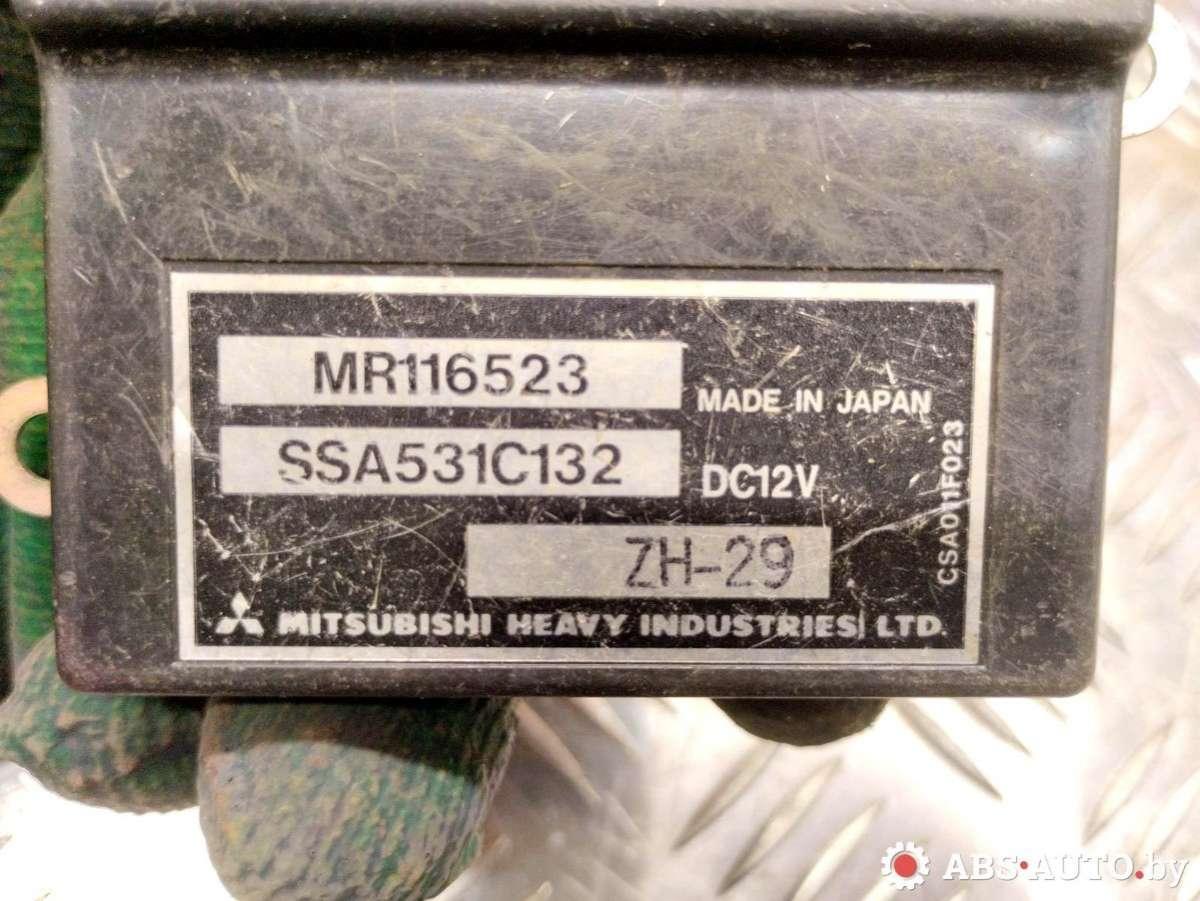 MR116523
MADE IN JAPAN
SSA531C132
DC12V
ZH-29
CSA011F023
MITSUBISHI HEAVY INDUSTRIES, LTD.
ABS-AUTO.by